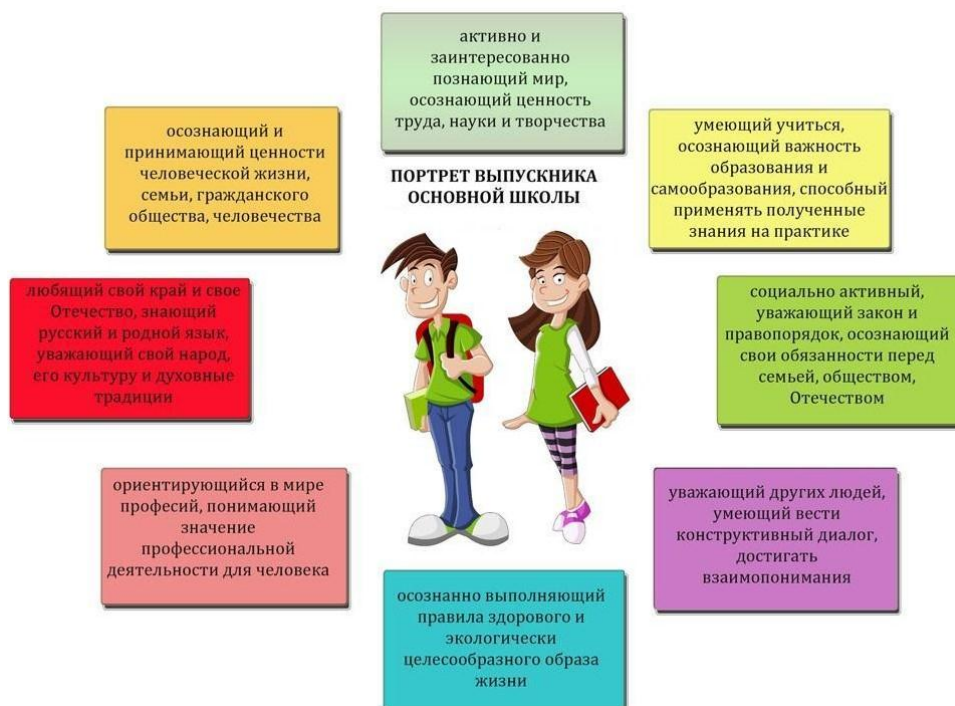 активно и
заинтересованно
познающий мир,
осознающий ценность
труда, науки и творчества
осознающий и
принимающий ценности
человеческой жизни,
семьи, гражданского
общества, человечества
ПОРТРЕТ ВЫПУСКНИКА
ОСНОВНОЙ ШКОЛЫ
умеющий учиться,
осознающий важность
образования и
самообразования, способный
применять полученные
знания на практике
любящий свой край и свое
Отечество, знающий
русский и родной язык,
уважающий свой народ,
его культуру и духовные
традиции
социально активный,
уважающий закон и
правопорядок, осознающий
свои обязанности перед
семьей, обществом,
Отечеством
ориентирующийся в мире
професий, понимающий
значение
профессиональной
деятельности для человека
уважающий других людей,
умеющий вести
конструктивный диалог,
достигать
взаимопонимания
осознанно выполняющий
правила здорового и
экологически
целесообразного образа
жизни